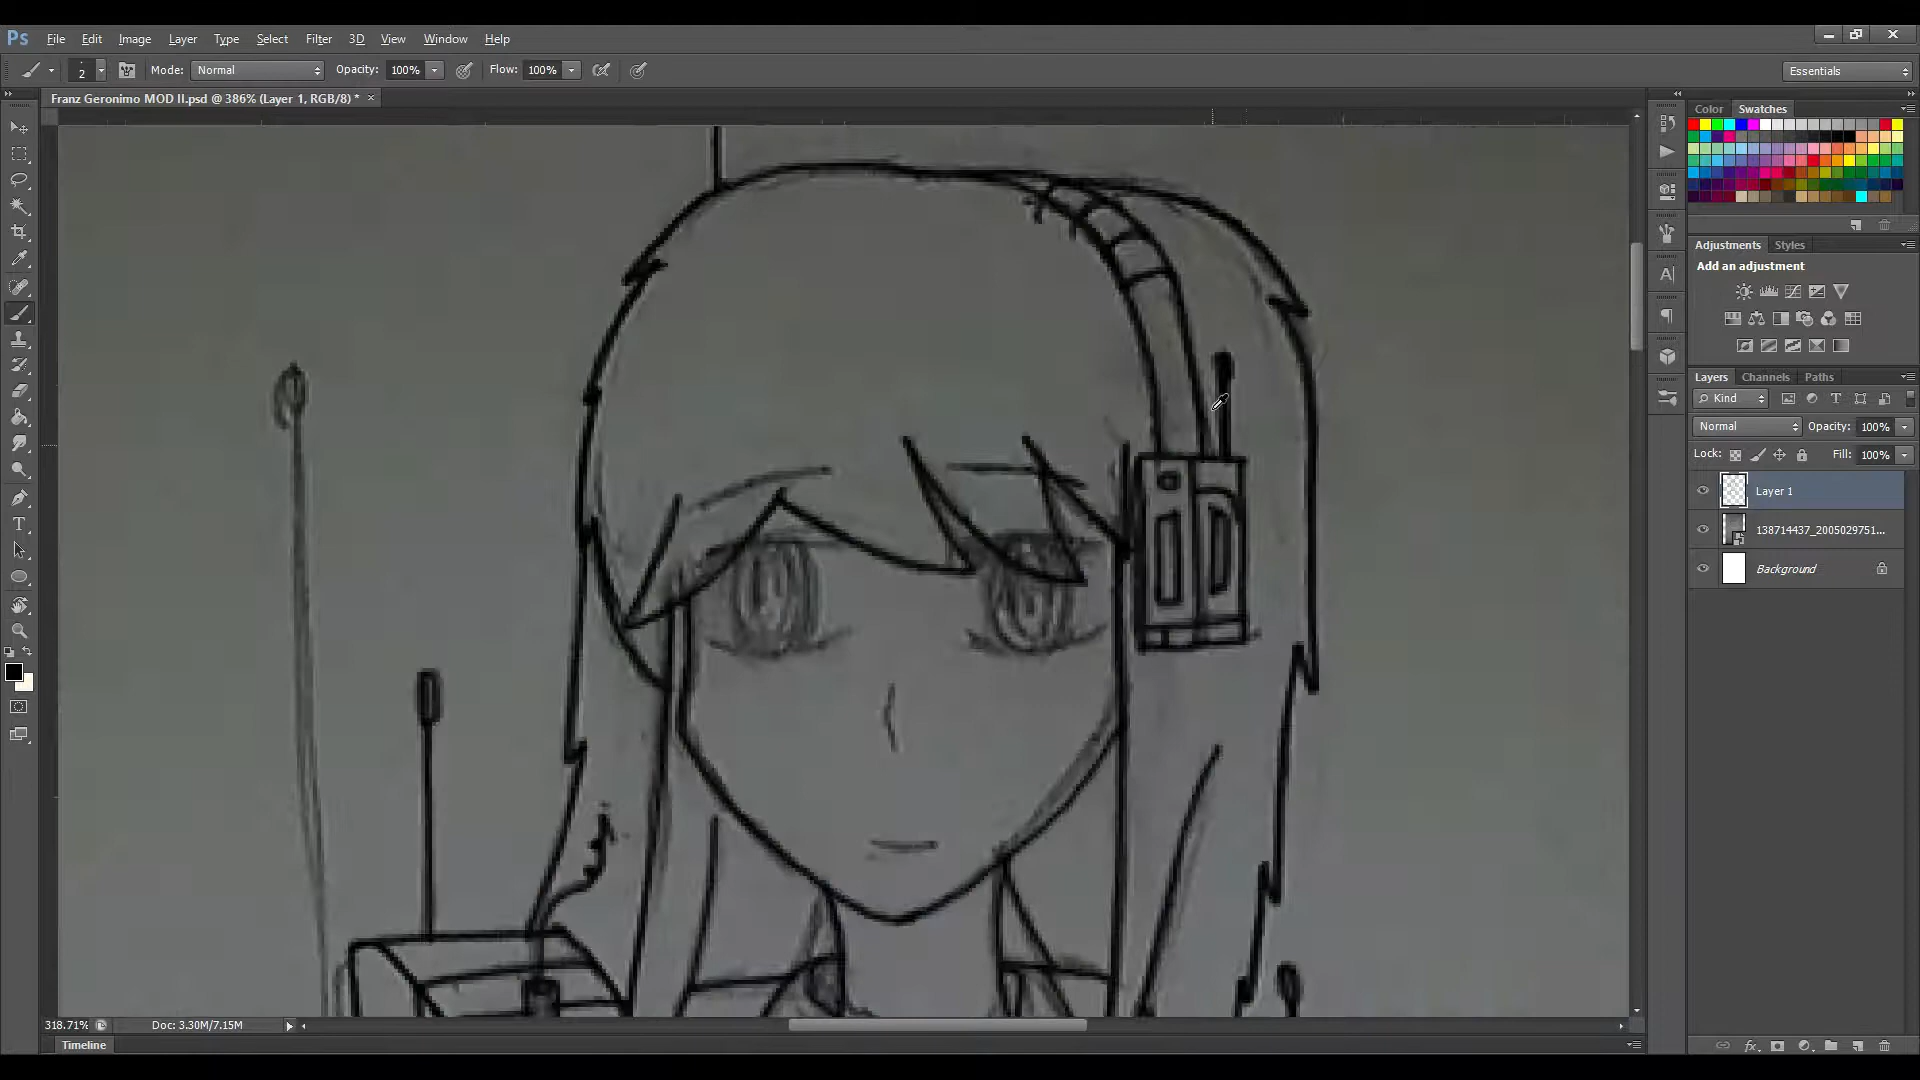 Ps File Edit Image Layer Type Select Filter 3D View Window Help
2 Mode: Normal Opacity: 100% Flow: 100% Essentials
Franz Geronimo MOD II.psd @ 386% (Layer 1, RGB/8) * ×
Color Swatches
Adjustments Styles
Add an adjustment
Layers Channels Paths
Kind
Normal Opacity: 100%
Lock: Fill: 100%
Layer 1
138714437_2005029751...
Background
318.71% Doc: 3.30M/7.15M
Timeline